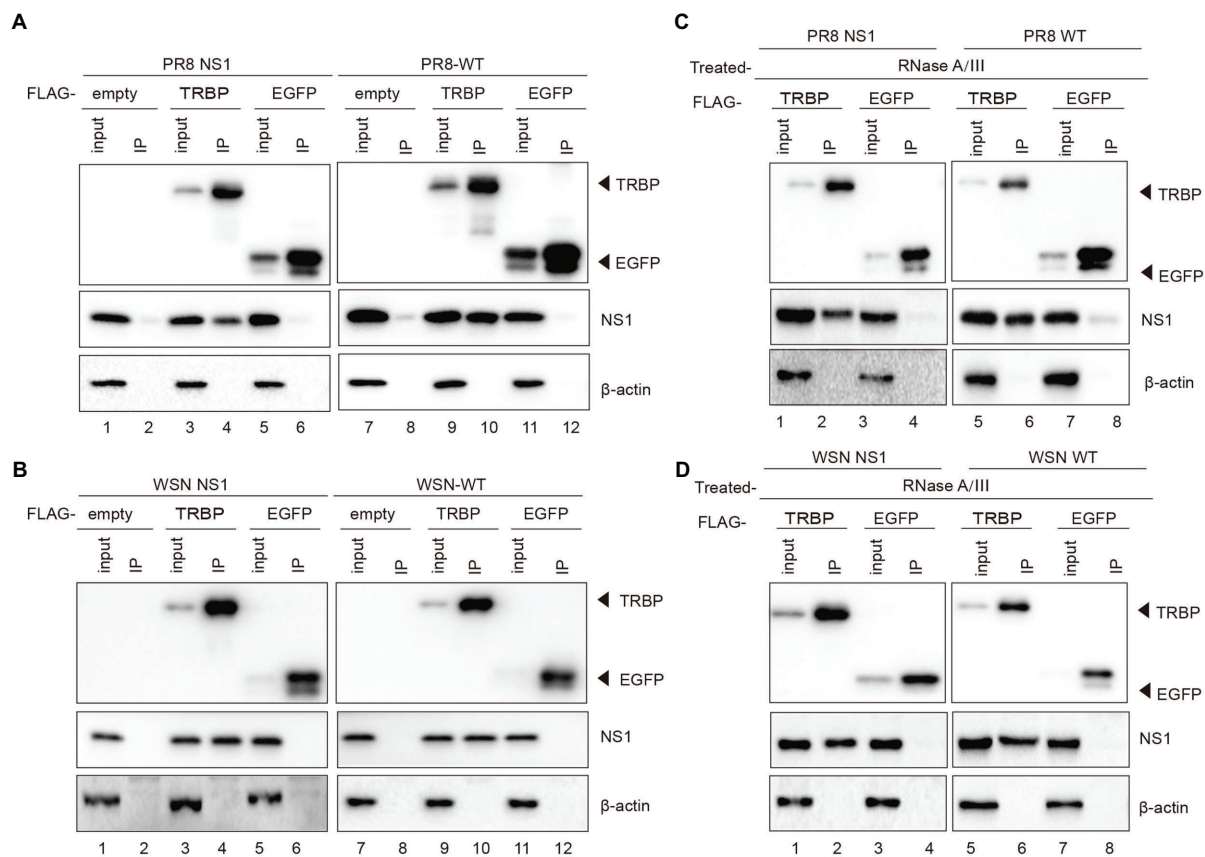 A
PR8 NS1 PR8-WT
FLAG- empty TRBP EGFP empty TRBP EGFP
input IP input IP input IP input IP input IP input IP
TRBP
EGFP
NS1
β-actin
1 2 3 4 5 6 7 8 9 10 11 12
B
WSN NS1 WSN-WT
FLAG- empty TRBP EGFP empty TRBP EGFP
input IP input IP input IP input IP input IP input IP
TRBP
EGFP
NS1
β-actin
1 2 3 4 5 6 7 8 9 10 11 12
C
PR8 NS1 PR8 WT
Treated- RNase A/III
FLAG- TRBP EGFP TRBP EGFP
input IP input IP input IP input IP
TRBP
EGFP
NS1
β-actin
1 2 3 4 5 6 7 8
D
WSN NS1 WSN WT
Treated- RNase A/III
FLAG- TRBP EGFP TRBP EGFP
input IP input IP input IP input IP
TRBP
EGFP
NS1
β-actin
1 2 3 4 5 6 7 8